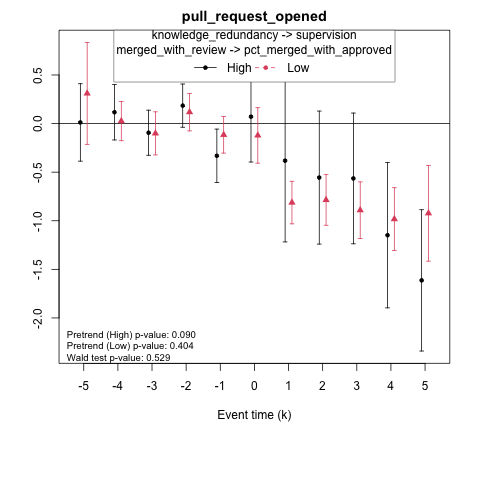 pull_request_opened
knowledge_redundancy -> supervision
merged_with_review -> pct_merged_with_approved
High Low
0.5
0.0
-0.5
-1.0
-1.5
-2.0
Pretrend (High) p-value: 0.090
Pretrend (Low) p-value: 0.404
Wald test p-value: 0.529
-5 -4 -3 -2 -1 0 1 2 3 4 5
Event time (k)